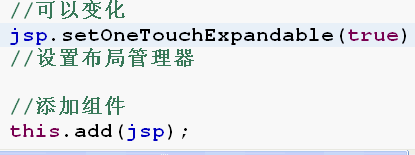 //可以变化
jsp.setOneTouchExpandable(true)
//设置布局管理器
//添加组件
this.add(jsp);